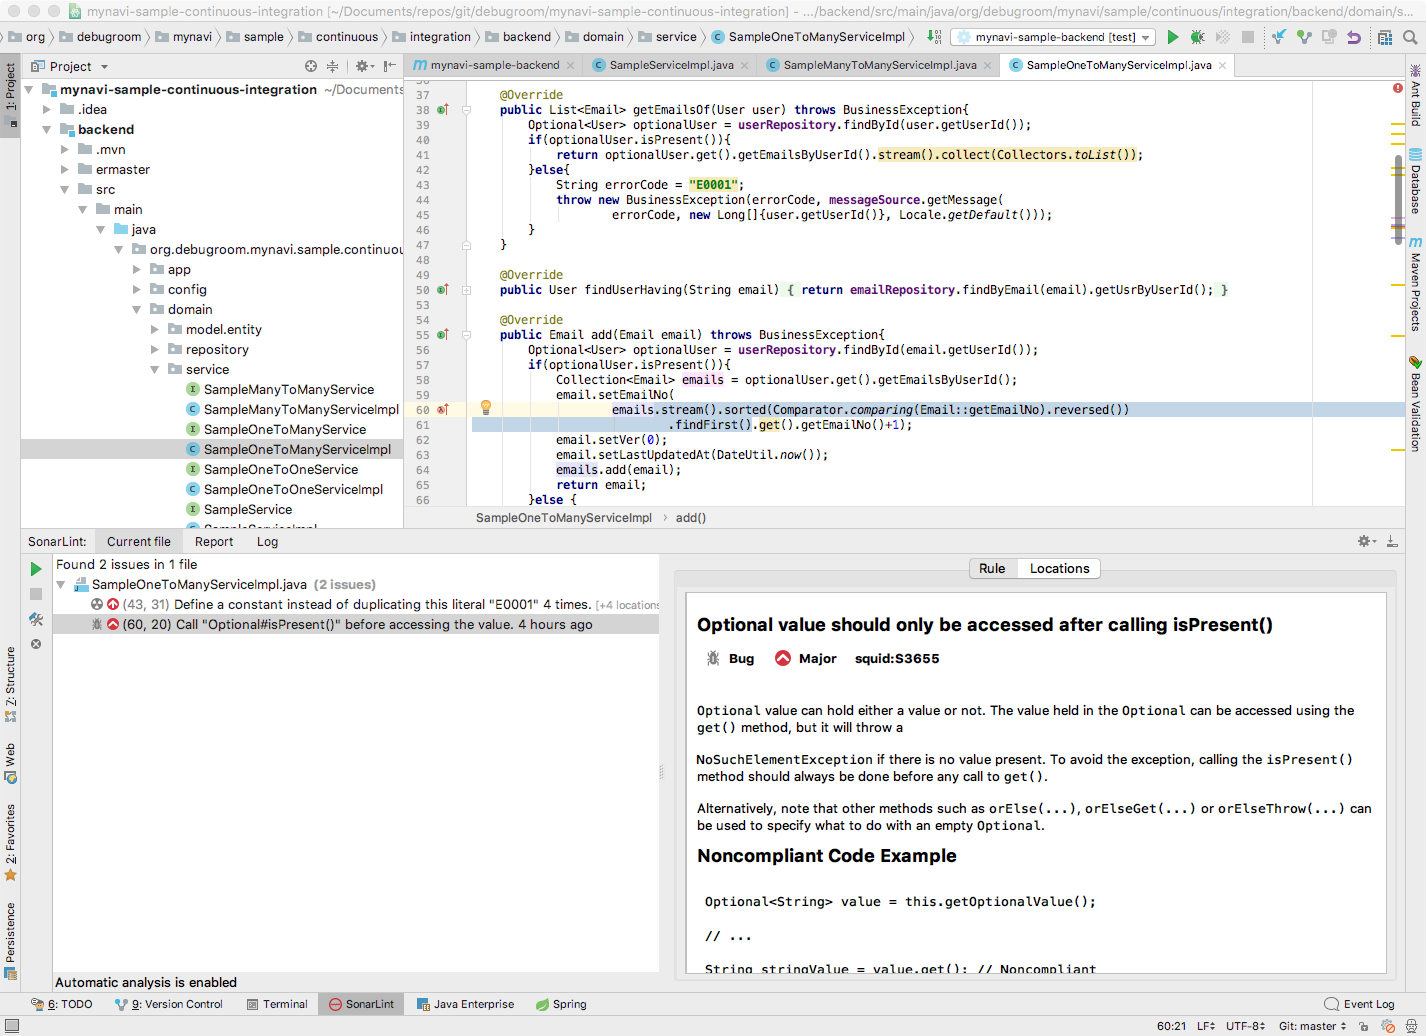 mynavi-sample-continuous-integration [~/Documents/repos/git/debugroom/mynavi-sample-continuous-integration] - .../backend/src/main/java/org/debugroom/mynavi/sample/continuous/integration/backend/domain/s...
org debugroom mynavi sample continuous integration backend domain service SampleOneToManyServiceImpl mynavi-sample-backend [test]
Project
mynavi-sample-backend SampleServiceImpl.java SampleManyToManyServiceImpl.java SampleOneToManyServiceImpl.java
1: Project
mynavi-sample-continuous-integration ~/Documents
.idea
backend
.mvn
ermaster
src
main
java
org.debugroom.mynavi.sample.continuou
app
config
domain
model.entity
repository
service
SampleManyToManyService
SampleManyToManyServiceImpl
SampleOneToManyService
SampleOneToManyServiceImpl
SampleOneToOneService
SampleOneToOneServiceImpl
SampleService
SampleServiceImpl
37 @Override
38 public List<Email> getEmailsOf(User user) throws BusinessException{
39 Optional<User> optionalUser = userRepository.findById(user.getUserId());
40 if(optionalUser.isPresent()){
41 return optionalUser.get().getEmailsByUserId().stream().collect(Collectors.toList());
42 }else{
43 String errorCode = "E0001";
44 throw new BusinessException(errorCode, messageSource.getMessage(
45 errorCode, new Long[]{user.getUserId()}, Locale.getDefault()));
46 }
47 }
48
49 @Override
50 public User findUserHaving(String email) { return emailRepository.findByEmail(email).getUsrByUserId(); }
53
54 @Override
55 public Email add(Email email) throws BusinessException{
56 Optional<User> optionalUser = userRepository.findById(email.getUserId());
57 if(optionalUser.isPresent()){
58 Collection<Email> emails = optionalUser.get().getEmailsByUserId();
59 email.setEmailNo(
60 emails.stream().sorted(Comparator.comparing(Email::getEmailNo).reversed())
61 .findFirst().get().getEmailNo()+1);
62 email.setVer(0);
63 email.setLastUpdatedAt(DateUtil.now());
64 emails.add(email);
65 return email;
66 }else {
SampleOneToManyServiceImpl › add()
Ant Build
Database
Maven Projects
Bean Validation
SonarLint: Current file Report Log
Found 2 issues in 1 file
SampleOneToManyServiceImpl.java (2 issues)
(43, 31) Define a constant instead of duplicating this literal "E0001" 4 times. [+4 locations
(60, 20) Call "Optional#isPresent()" before accessing the value. 4 hours ago
Automatic analysis is enabled
7: Structure
Web
2: Favorites
Persistence
Rule Locations
Optional value should only be accessed after calling isPresent()
Bug Major squid:S3655
Optional value can hold either a value or not. The value held in the Optional can be accessed using the
get() method, but it will throw a
NoSuchElementException if there is no value present. To avoid the exception, calling the isPresent()
method should always be done before any call to get().
Alternatively, note that other methods such as orElse(...), orElseGet(...) or orElseThrow(...) can
be used to specify what to do with an empty Optional.
Noncompliant Code Example
Optional<String> value = this.getOptionalValue();
// ...
String stringValue = value.get(); // Noncompliant
6: TODO 9: Version Control Terminal SonarLint Java Enterprise Spring Event Log
60:21 LF UTF-8 Git: master